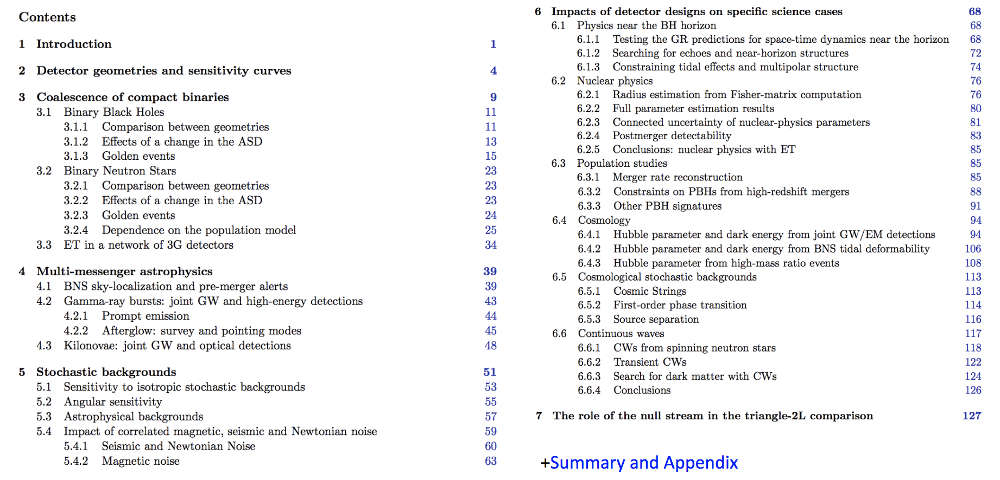 Contents
1 Introduction 1
2 Detector geometries and sensitivity curves 4
3 Coalescence of compact binaries 9
3.1 Binary Black Holes 11
3.1.1 Comparison between geometries 11
3.1.2 Effects of a change in the ASD 13
3.1.3 Golden events 15
3.2 Binary Neutron Stars 23
3.2.1 Comparison between geometries 23
3.2.2 Effects of a change in the ASD 23
3.2.3 Golden events 24
3.2.4 Dependence on the population model 25
3.3 ET in a network of 3G detectors 34
4 Multi-messenger astrophysics 39
4.1 BNS sky-localization and pre-merger alerts 39
4.2 Gamma-ray bursts: joint GW and high-energy detections 43
4.2.1 Prompt emission 44
4.2.2 Afterglow: survey and pointing modes 45
4.3 Kilonovae: joint GW and optical detections 48
5 Stochastic backgrounds 51
5.1 Sensitivity to isotropic stochastic backgrounds 53
5.2 Angular sensitivity 55
5.3 Astrophysical backgrounds 57
5.4 Impact of correlated magnetic, seismic and Newtonian noise 59
5.4.1 Seismic and Newtonian Noise 60
5.4.2 Magnetic noise 63
6 Impacts of detector designs on specific science cases 68
6.1 Physics near the BH horizon 68
6.1.1 Testing the GR predictions for space-time dynamics near the horizon 68
6.1.2 Searching for echoes and near-horizon structures 72
6.1.3 Constraining tidal effects and multipolar structure 74
6.2 Nuclear physics 76
6.2.1 Radius estimation from Fisher-matrix computation 76
6.2.2 Full parameter estimation results 80
6.2.3 Connected uncertainty of nuclear-physics parameters 81
6.2.4 Postmerger detectability 83
6.2.5 Conclusions: nuclear physics with ET 85
6.3 Population studies 85
6.3.1 Merger rate reconstruction 85
6.3.2 Constraints on PBHs from high-redshift mergers 88
6.3.3 Other PBH signatures 91
6.4 Cosmology 94
6.4.1 Hubble parameter and dark energy from joint GW/EM detections 94
6.4.2 Hubble parameter and dark energy from BNS tidal deformability 106
6.4.3 Hubble parameter from high-mass ratio events 108
6.5 Cosmological stochastic backgrounds 113
6.5.1 Cosmic Strings 113
6.5.2 First-order phase transition 114
6.5.3 Source separation 116
6.6 Continuous waves 117
6.6.1 CWs from spinning neutron stars 118
6.6.2 Transient CWs 122
6.6.3 Search for dark matter with CWs 124
6.6.4 Conclusions 126
7 The role of the null stream in the triangle-2L comparison 127
+Summary and Appendix